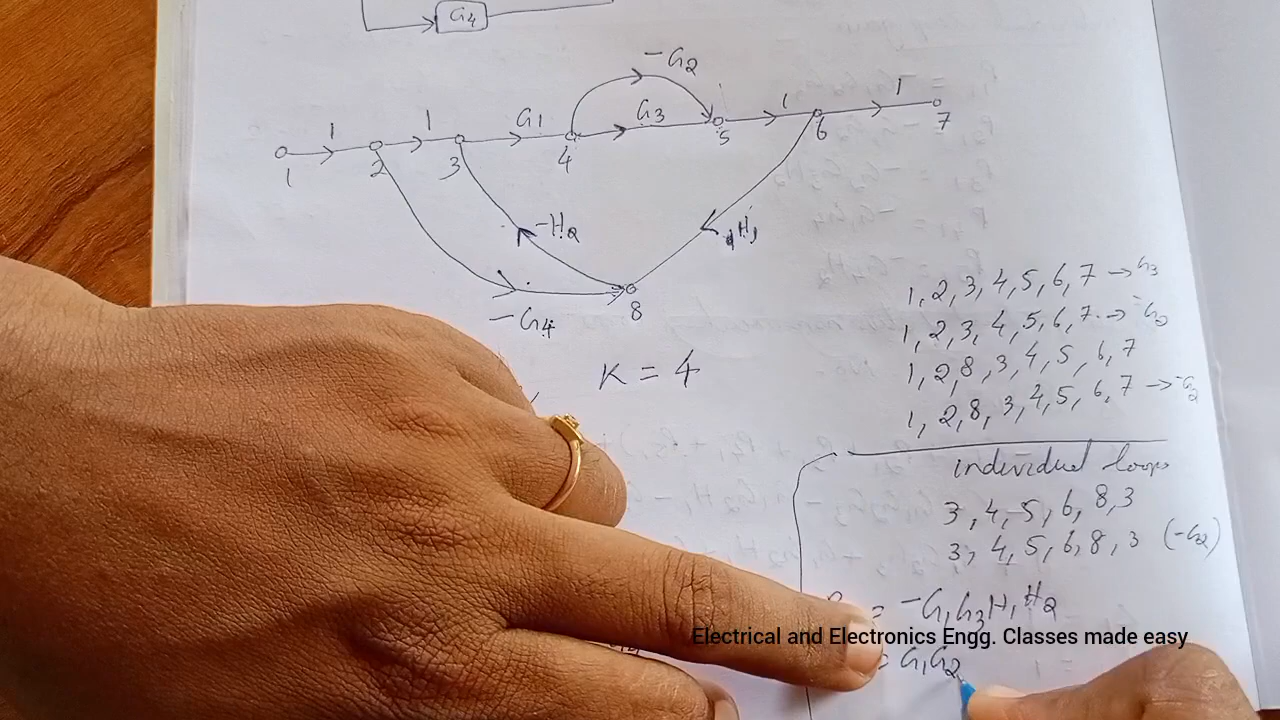 G4
-G2
1 1 G1 G3 1 1
1 2 3 4 5 6 7
-H2 H1
-G4 8
K = 4
1, 2, 3, 4, 5, 6, 7 → G3
1, 2, 3, 4, 5, 6, 7 → -G2
1, 2, 8, 3, 4, 5, 6, 7
1, 2, 8, 3, 4, 5, 6, 7 → -G2
individual loops
3, 4, 5, 6, 8, 3
3, 4, 5, 6, 8, 3 (-G2)
= -G1G3H1H2
Electrical and Electronics Engg. Classes made easy
= G1G2